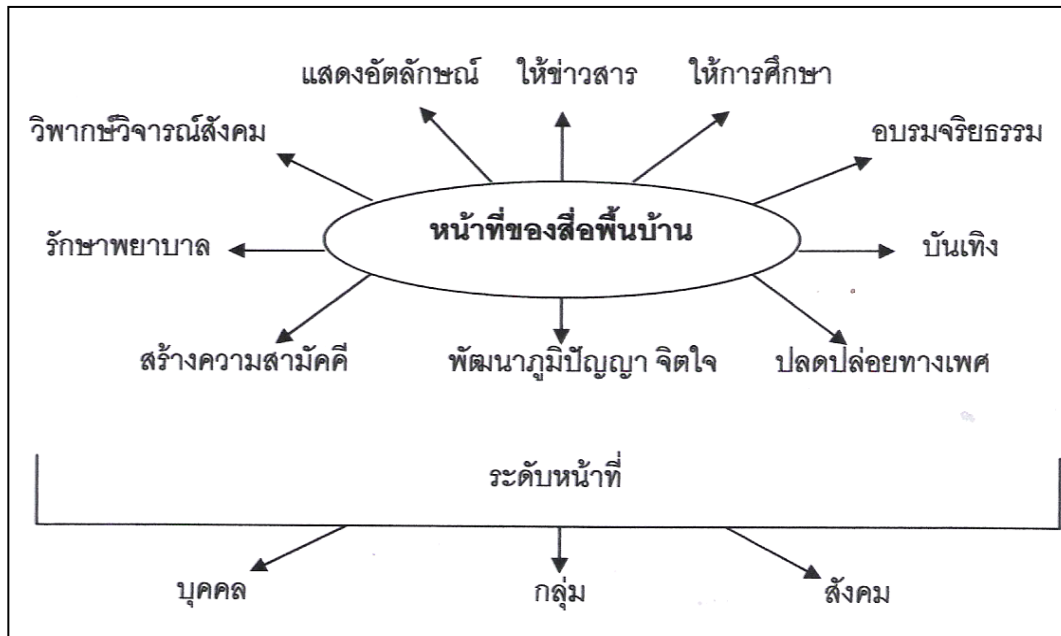 แสดงอัตลักษณ์ ให้ข่าวสาร ให้การศึกษา
วิพากษ์วิจารณ์สังคม อบรมจริยธรรม
หน้าที่ของสื่อพื้นบ้าน
รักษาพยาบาล บันเทิง
สร้างความสามัคคี พัฒนาภูมิปัญญา จิตใจ ปลดปล่อยทางเพศ
ระดับหน้าที่
บุคคล กลุ่ม สังคม